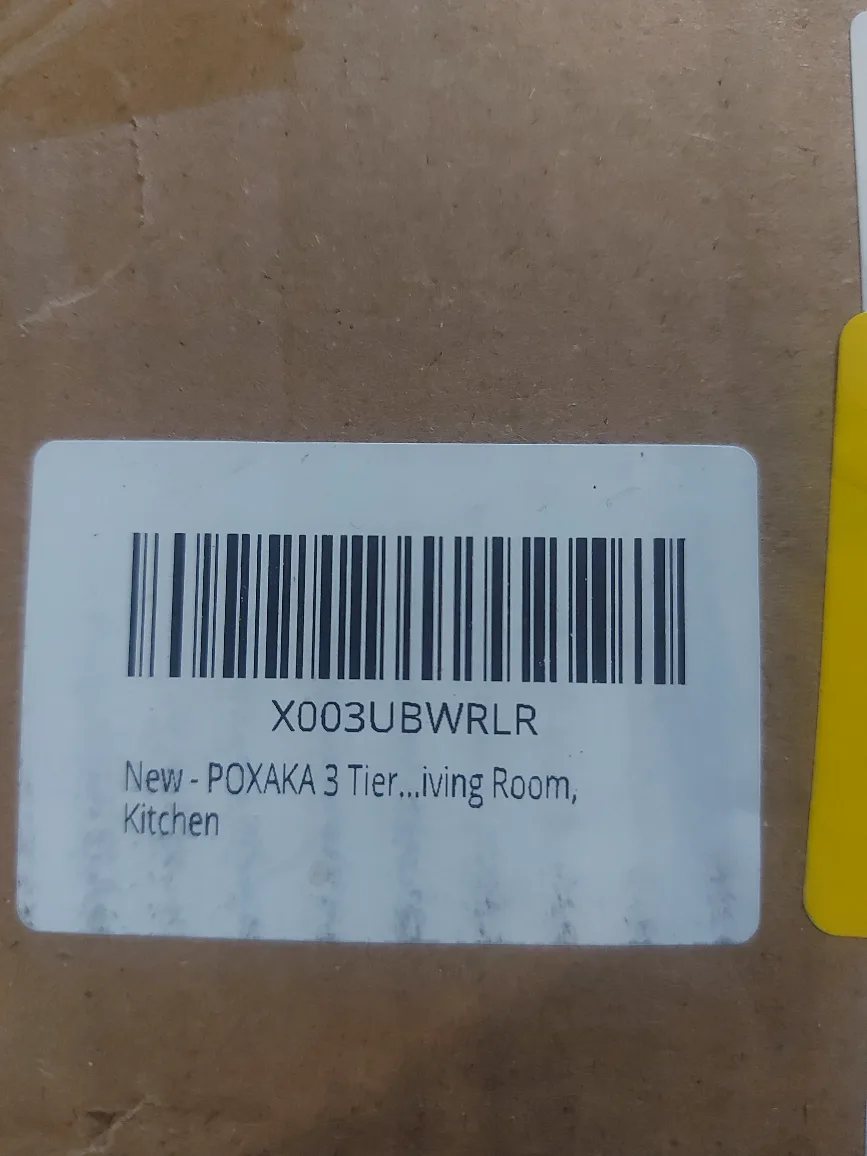 X003UBWRLR
New - POXAKA 3 Tier...iving Room,
Kitchen